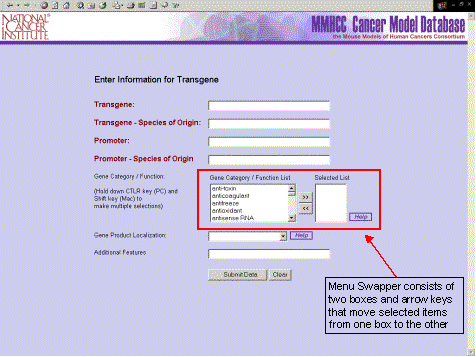 NATIONAL
CANCER
INSTITUTE
MMHCC Cancer Model Database
the Mouse Models of Human Cancers Consortium
Enter Information for Transgene
Transgene:
Transgene - Species of Origin:
Promoter:
Promoter - Species of Origin
Gene Category / Function:
(Hold down CTLR key (PC) and
Shift key (Mac) to
make multiple selections)
Gene Category / Function List
Selected List
anti-toxin
anticoagulant
antifreeze
antioxidant
antisense RNA
>>
<<
Help
Gene Product Localization:
Help
Additional Features
Submit Data
Clear
Menu Swapper consists of
two boxes and arrow keys
that move selected items
from one box to the other